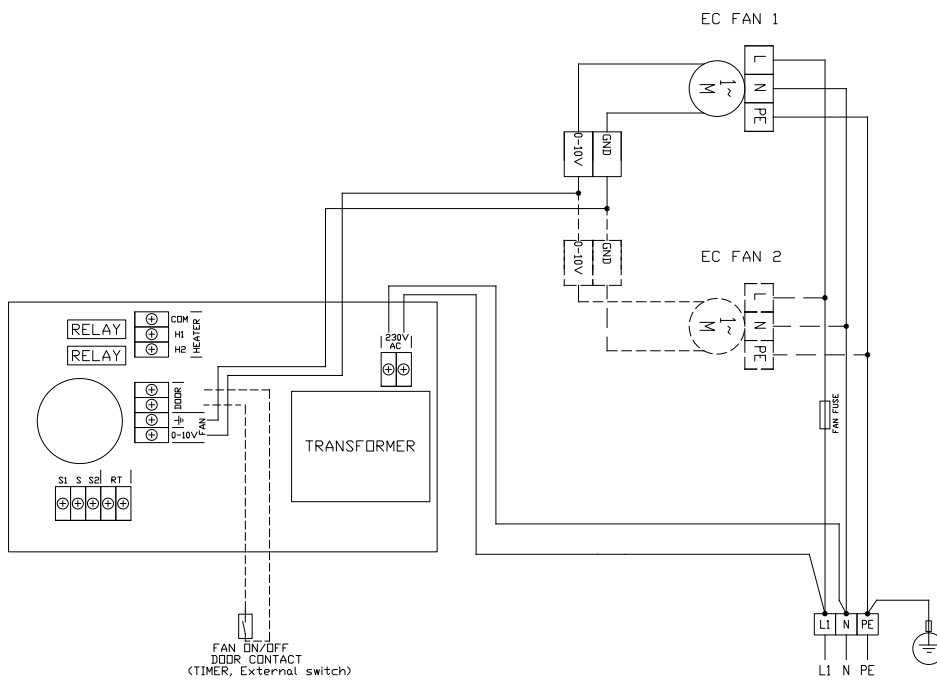 EC FAN 1
L
N
PE
1~
M
0-10V
GND
EC FAN 2
0-10V
GND
L
N
PE
1~
M
RELAY
RELAY
COM
H1
H2
HEATER
230V
AC
DOOR
FAN
0-10V
TRANSFORMER
S1 S S2 RT
FAN FUSE
L1 N PE
L1 N PE
FAN ON/OFF
DOOR CONTACT
(TIMER, External switch)